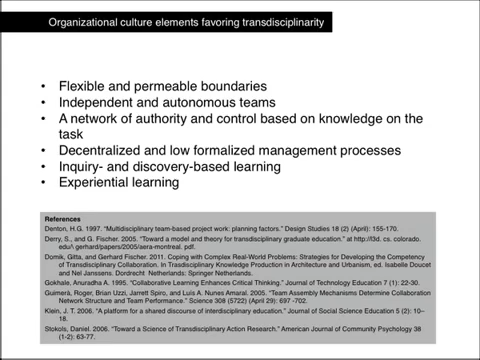 Organizational culture elements favoring transdisciplinarity
• Flexible and permeable boundaries
• Independent and autonomous teams
• A network of authority and control based on knowledge on the
task
• Decentralized and low formalized management processes
• Inquiry- and discovery-based learning
• Experiential learning
References
Denton, H.G. 1997. “Multidisciplinary team-based project work: planning factors.” Design Studies 18 (2) (April): 155-170.
Derry, S., and G. Fischer. 2005. “Toward a model and theory for transdisciplinary graduate education.” at http://l3d. cs. colorado.
edu/\ gerhard/papers/2005/aera-montreal. pdf.
Domik, Gitta, and Gerhard Fischer. 2011. Coping with Complex Real-World Problems: Strategies for Developing the Competency
of Transdisciplinary Collaboration. In Trasdiciplinary Knowledge Production in Architecture and Urbanism, ed. Isabelle Doucet
and Nel Janssens. Dordrecht Netherlands: Springer Netherlands.
Gokhale, Anuradha A. 1995. “Collaborative Learning Enhances Critical Thinking.” Journal of Technology Education 7 (1): 22-30.
Guimerà, Roger, Brian Uzzi, Jarrett Spiro, and Luís A. Nunes Amaral. 2005. “Team Assembly Mechanisms Determine Collaboration
Network Structure and Team Performance.” Science 308 (5722) (April 29): 697 -702.
Klein, J. T. 2006. “A platform for a shared discourse of interdisciplinary education.” Journal of Social Science Education 5 (2): 10–
18.
Stokols, Daniel. 2006. “Toward a Science of Transdisciplinary Action Research.” American Journal of Community Psychology 38
(1-2): 63-77.